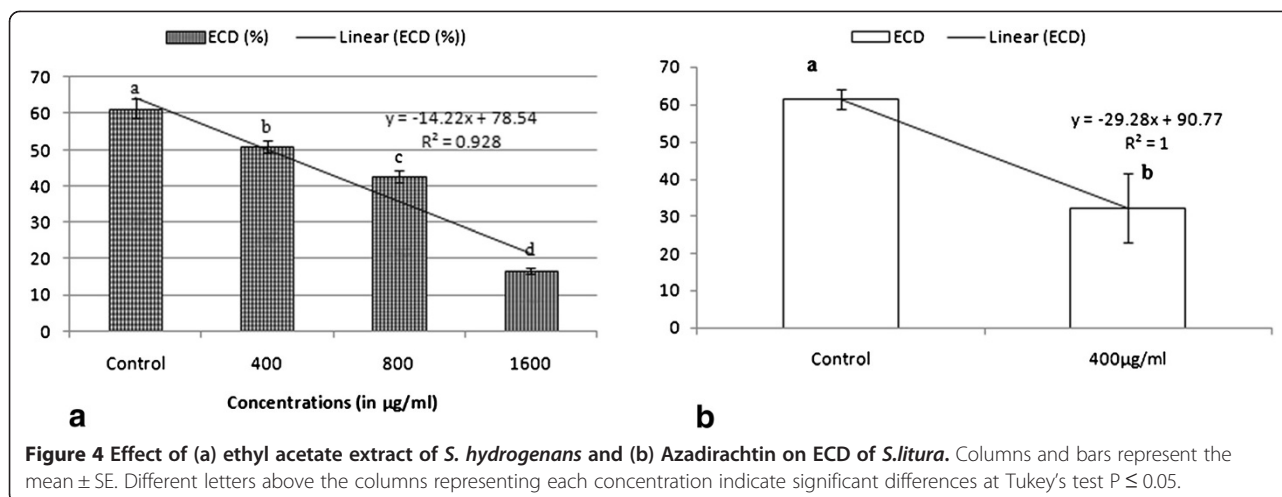 ECD (%) Linear (ECD (%))
70
60
50
40
30
20
10
0
a
b
c
d
y = -14.22x + 78.54
R² = 0.928
Control 400 800 1600
Concentrations (in µg/ml)
a
ECD Linear (ECD)
70
60
50
40
30
20
10
0
a
y = -29.28x + 90.77
R² = 1
b
Control 400µg/ml
b
Figure 4 Effect of (a) ethyl acetate extract of S. hydrogenans and (b) Azadirachtin on ECD of S.litura. Columns and bars represent the
mean ± SE. Different letters above the columns representing each concentration indicate significant differences at Tukey's test P ≤ 0.05.